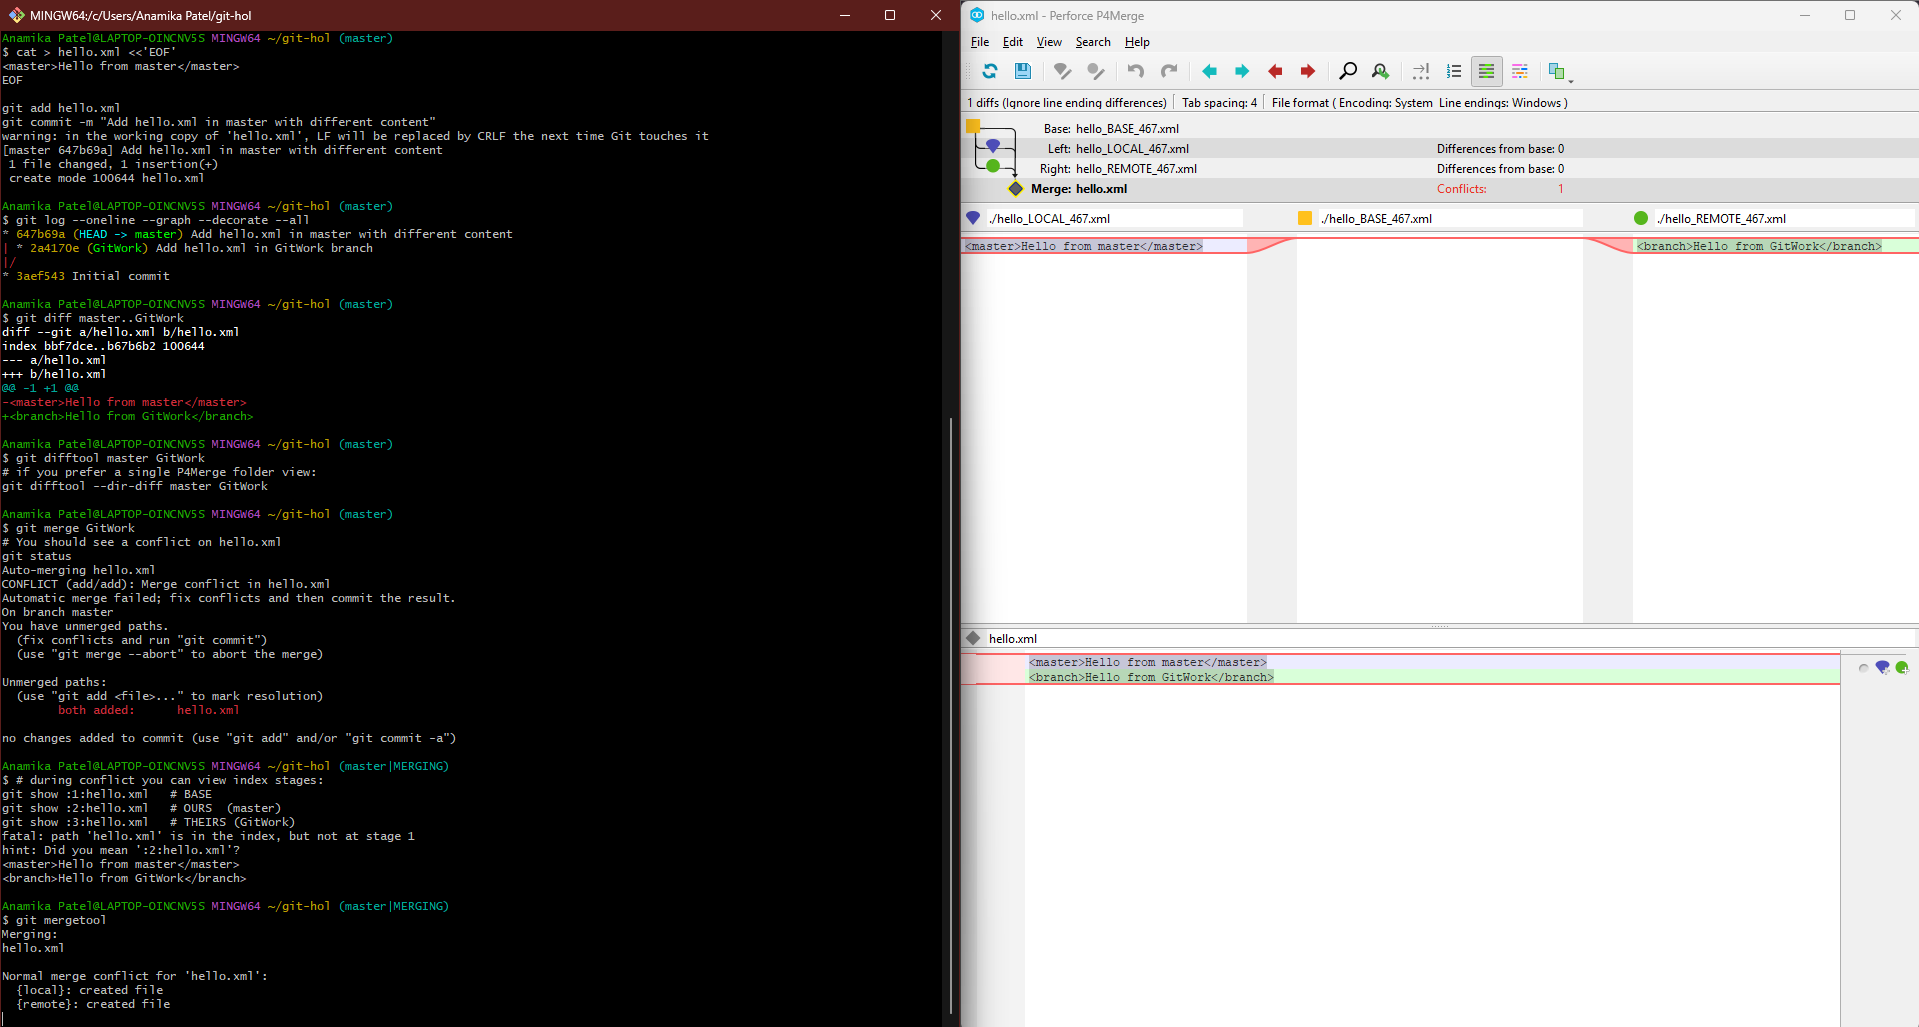 MINGW64:/c/Users/Anamika Patel/git-hol
Anamika Patel@LAPTOP-OINCNV5S MINGW64 ~/git-hol (master)
$ cat > hello.xml <<'EOF'
<master>Hello from master</master>
EOF
git add hello.xml
git commit -m "Add hello.xml in master with different content"
warning: in the working copy of 'hello.xml', LF will be replaced by CRLF the next time Git touches it
[master 647b69a] Add hello.xml in master with different content
 1 file changed, 1 insertion(+)
 create mode 100644 hello.xml
Anamika Patel@LAPTOP-OINCNV5S MINGW64 ~/git-hol (master)
$ git log --oneline --graph --decorate --all
* 647b69a (HEAD -> master) Add hello.xml in master with different content
| * 2a4170e (GitWork) Add hello.xml in GitWork branch
|/
* 3aef543 Initial commit
Anamika Patel@LAPTOP-OINCNV5S MINGW64 ~/git-hol (master)
$ git diff master..GitWork
diff --git a/hello.xml b/hello.xml
index bbf7dce..b67b6b2 100644
--- a/hello.xml
+++ b/hello.xml
@@ -1 +1 @@
-<master>Hello from master</master>
+<branch>Hello from GitWork</branch>
Anamika Patel@LAPTOP-OINCNV5S MINGW64 ~/git-hol (master)
$ git difftool master GitWork
# if you prefer a single P4Merge folder view:
git difftool --dir-diff master GitWork
Anamika Patel@LAPTOP-OINCNV5S MINGW64 ~/git-hol (master)
$ git merge GitWork
# You should see a conflict on hello.xml
git status
Auto-merging hello.xml
CONFLICT (add/add): Merge conflict in hello.xml
Automatic merge failed; fix conflicts and then commit the result.
On branch master
You have unmerged paths.
  (fix conflicts and run "git commit")
  (use "git merge --abort" to abort the merge)
Unmerged paths:
  (use "git add <file>..." to mark resolution)
        both added:      hello.xml
no changes added to commit (use "git add" and/or "git commit -a")
Anamika Patel@LAPTOP-OINCNV5S MINGW64 ~/git-hol (master|MERGING)
$ # during conflict you can view index stages:
git show :1:hello.xml   # BASE
git show :2:hello.xml   # OURS  (master)
git show :3:hello.xml   # THEIRS (GitWork)
fatal: path 'hello.xml' is in the index, but not at stage 1
hint: Did you mean ':2:hello.xml'?
<master>Hello from master</master>
<branch>Hello from GitWork</branch>
Anamika Patel@LAPTOP-OINCNV5S MINGW64 ~/git-hol (master|MERGING)
$ git mergetool
Merging:
hello.xml
Normal merge conflict for 'hello.xml':
  {local}: created file
  {remote}: created file
hello.xml - Perforce P4Merge
File Edit View Search Help
1 diffs (Ignore line ending differences) Tab spacing: 4 File format ( Encoding: System Line endings: Windows )
Base: hello_BASE_467.xml
Left: hello_LOCAL_467.xml Differences from base: 0
Right: hello_REMOTE_467.xml Differences from base: 0
Merge: hello.xml Conflicts: 1
./hello_LOCAL_467.xml ./hello_BASE_467.xml ./hello_REMOTE_467.xml
<master>Hello from master</master> <branch>Hello from GitWork</branch>
hello.xml
<master>Hello from master</master>
<branch>Hello from GitWork</branch>